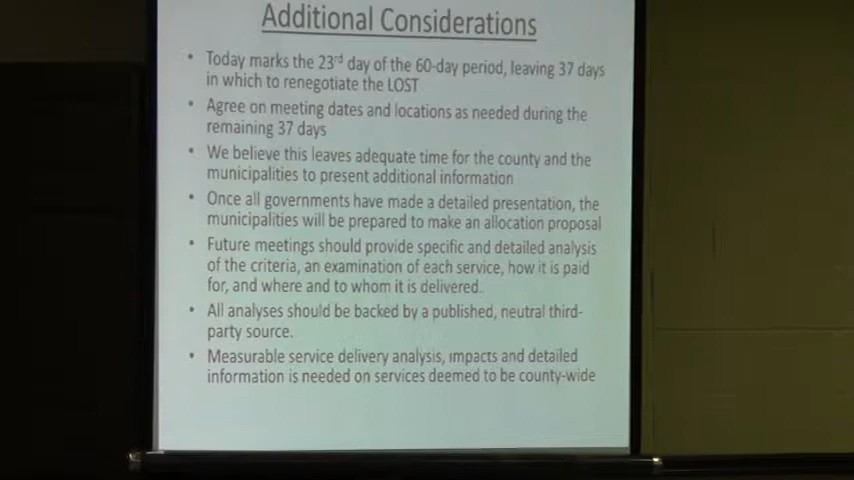 Additional Considerations
• Today marks the 23rd day of the 60-day period, leaving 37 days
in which to renegotiate the LOST
• Agree on meeting dates and locations as needed during the
remaining 37 days
• We believe this leaves adequate time for the county and the
municipalities to present additional information
• Once all governments have made a detailed presentation, the
municipalities will be prepared to make an allocation proposal
• Future meetings should provide specific and detailed analysis
of the criteria, an examination of each service, how it is paid
for, and where and to whom it is delivered.
• All analyses should be backed by a published, neutral third-
party source.
• Measurable service delivery analysis, impacts and detailed
information is needed on services deemed to be county-wide